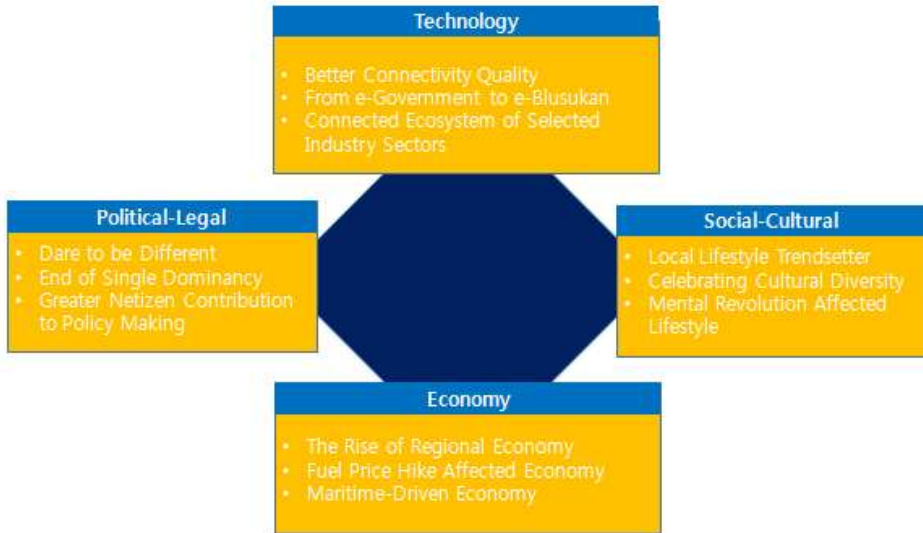 Technology
• Better Connectivity Quality
• From e-Government to e-Blusukan
• Connected Ecosystem of Selected
Industry Sectors
Political-Legal
• Dare to be Different
• End of Single Dominancy
• Greater Netizen Contribution
to Policy Making
Social-Cultural
• Local Lifestyle Trendsetter
• Celebrating Cultural Diversity
• Mental Revolution Affected
Lifestyle
Economy
• The Rise of Regional Economy
• Fuel Price Hike Affected Economy
• Maritime-Driven Economy